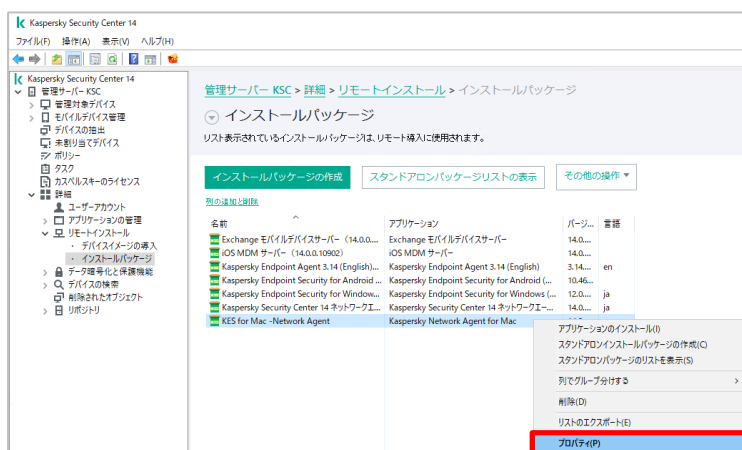 Kaspersky Security Center 14
ファイル(F) 操作(A) 表示(V) ヘルプ(H)
Kaspersky Security Center 14
管理サーバー KSC
管理対象デバイス
モバイルデバイス管理
デバイスの抽出
未割り当てデバイス
ポリシー
タスク
カスペルスキーのライセンス
詳細
ユーザーアカウント
アプリケーションの管理
リモートインストール
・ デバイスイメージの導入
・ インストールパッケージ
データ暗号化と保護機能
デバイスの検索
削除されたオブジェクト
リポジトリ
管理サーバー KSC > 詳細 > リモートインストール > インストールパッケージ
インストールパッケージ
リスト表示されているインストールパッケージは、リモート導入に使用されます。
インストールパッケージの作成 スタンドアロンパッケージリストの表示 その他の操作 ▼
列の追加と削除
名前 アプリケーション バージ... 言語
Exchange モバイルデバイスサーバー (14.0.0.... Exchange モバイルデバイスサーバー 14.0....
iOS MDM サーバー (14.0.0.10902) iOS MDM サーバー 14.0....
Kaspersky Endpoint Agent 3.14 (English)... Kaspersky Endpoint Agent 3.14 (English) 3.14.... en
Kaspersky Endpoint Security for Android ... Kaspersky Endpoint Security for Android (... 10.46...
Kaspersky Endpoint Security for Window... Kaspersky Endpoint Security for Windows (... 12.0.... ja
Kaspersky Security Center 14 ネットワークエ... Kaspersky Security Center 14 ネットワークエー... 14.0.... ja
KES for Mac -Network Agent Kaspersky Network Agent for Mac
アプリケーションのインストール(I)
スタンドアロンインストールパッケージの作成(C)
スタンドアロンパッケージのリストを表示(S)
列でグループ分けする >
削除(D)
リストのエクスポート(E)
プロパティ(P)